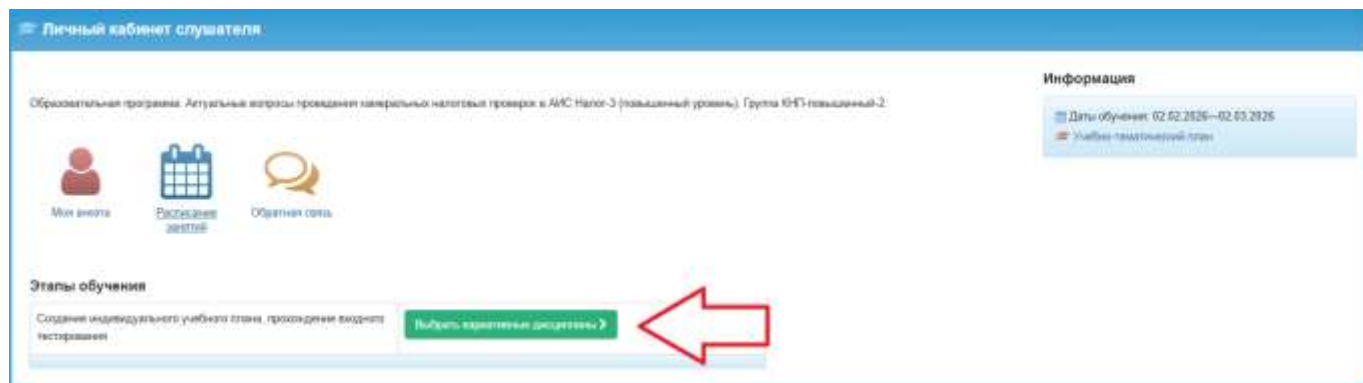 Личный кабинет слушателя
Информация
Образовательная программа: Актуальные вопросы проведения камеральных налоговых проверок в АИС Налог-3 (повышенный уровень). Группа КНП-повышенный-2
Даты обучения: 02.02.2026—02.03.2026
Учебно-тематический план
Моя анкета
Расписание
занятий
Обратная связь
Этапы обучения
Создание индивидуального учебного плана, прохождение входного
тестирования
Выбрать вариативные дисциплины